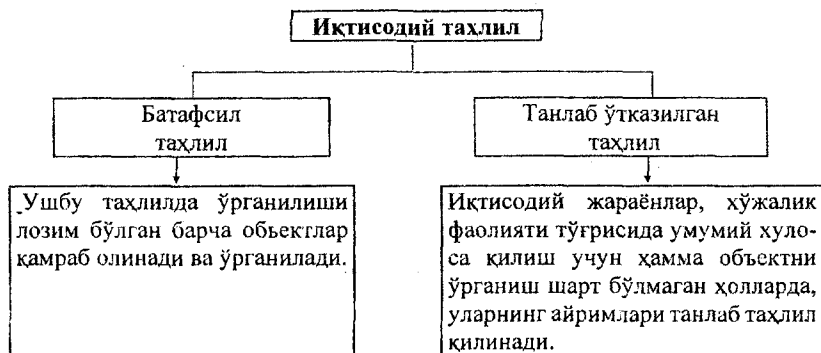 Иқтисодий таҳлил
Батафсил
таҳлил
Танлаб ўтказилган
таҳлил
Ушбу таҳлилда ўрганилиши
лозим бўлган барча обьектлар
қамраб олинади ва ўрганилади.
Иқтисодий жараёнлар, хўжалик
фаолияти тўғрисида умумий хуло-
са қилиш учун ҳамма объектни
ўрганиш шарт бўлмаган ҳолларда,
уларнинг айримлари танлаб таҳлил
қилинади.